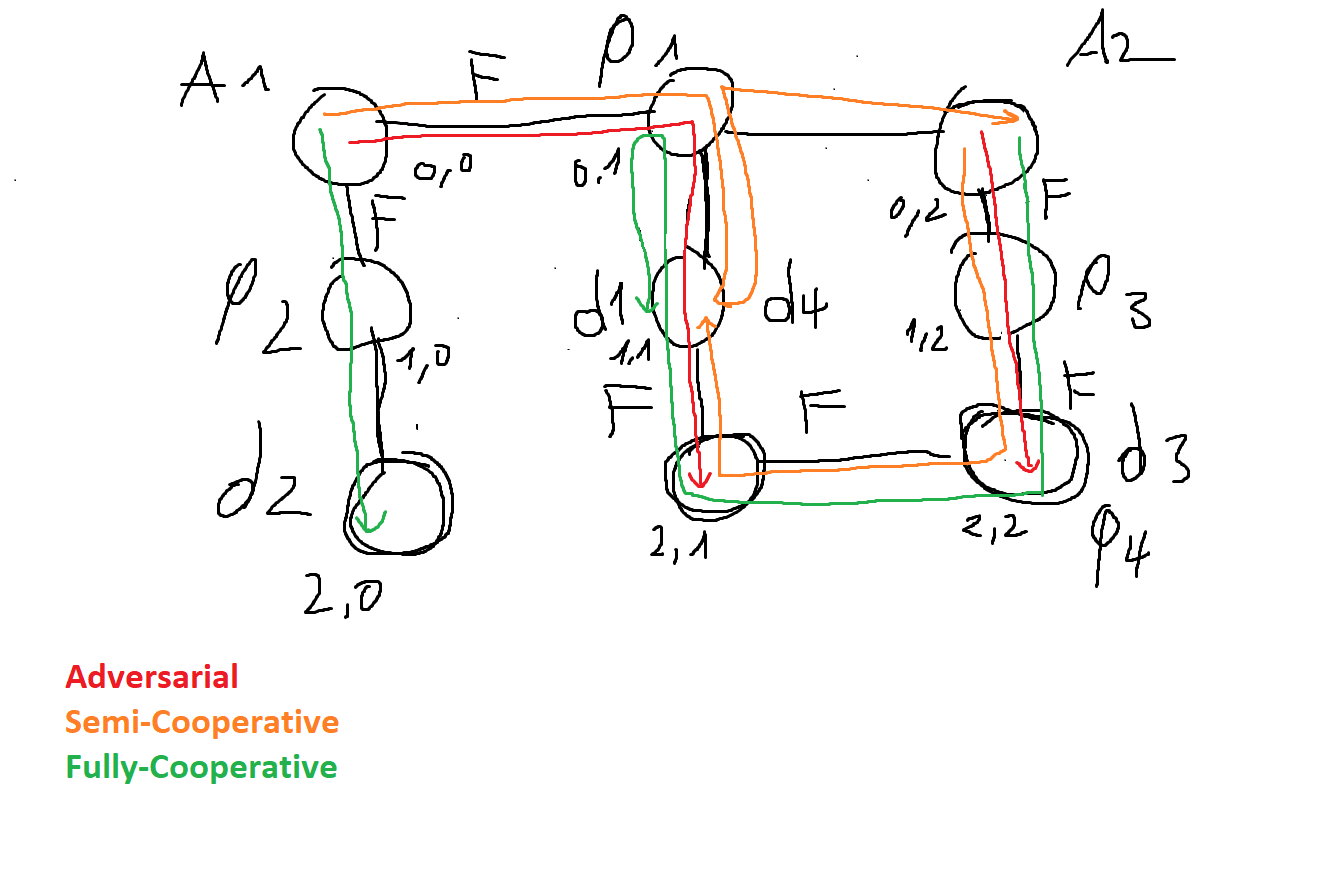 A1 F P1 A2
0,0 0,1 0,2
F F
P2 d1 d4 P3
1,0 1,1 1,2
F F F
d2 d3
2,0 2,1 2,2 P4
Adversarial
Semi-Cooperative
Fully-Cooperative